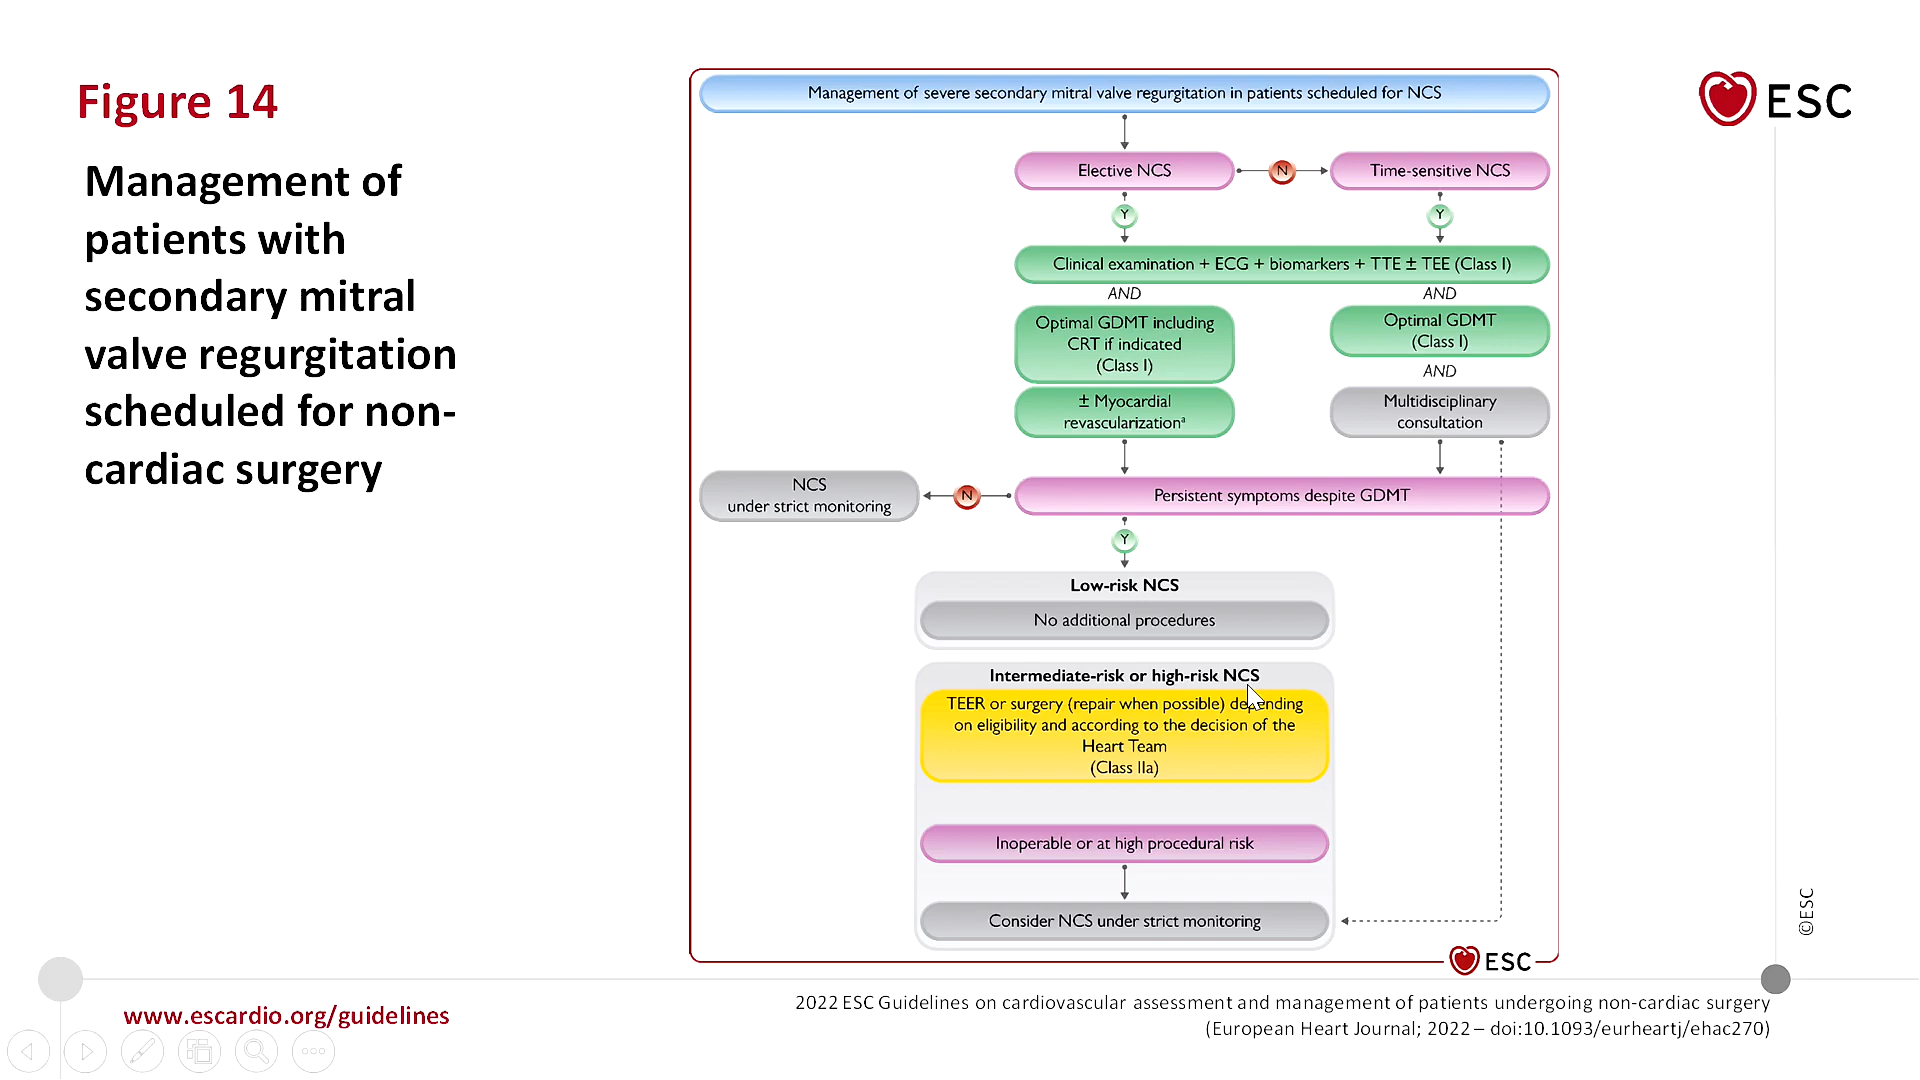 Figure 14
Management of
patients with
secondary mitral
valve regurgitation
scheduled for non-
cardiac surgery
Management of severe secondary mitral valve regurgitation in patients scheduled for NCS
Elective NCS
N
Time-sensitive NCS
Y
Y
Clinical examination + ECG + biomarkers + TTE ± TEE (Class I)
AND
AND
Optimal GDMT including
CRT if indicated
(Class I)
Optimal GDMT
(Class I)
AND
± Myocardial
revascularizationᵃ
Multidisciplinary
consultation
NCS
under strict monitoring
N
Persistent symptoms despite GDMT
Y
Low-risk NCS
No additional procedures
Intermediate-risk or high-risk NCS
TEER or surgery (repair when possible) depending
on eligibility and according to the decision of the
Heart Team
(Class IIa)
Inoperable or at high procedural risk
Consider NCS under strict monitoring
ESC
ESC
©ESC
www.escardio.org/guidelines
2022 ESC Guidelines on cardiovascular assessment and management of patients undergoing non-cardiac surgery
(European Heart Journal; 2022 – doi:10.1093/eurheartj/ehac270)